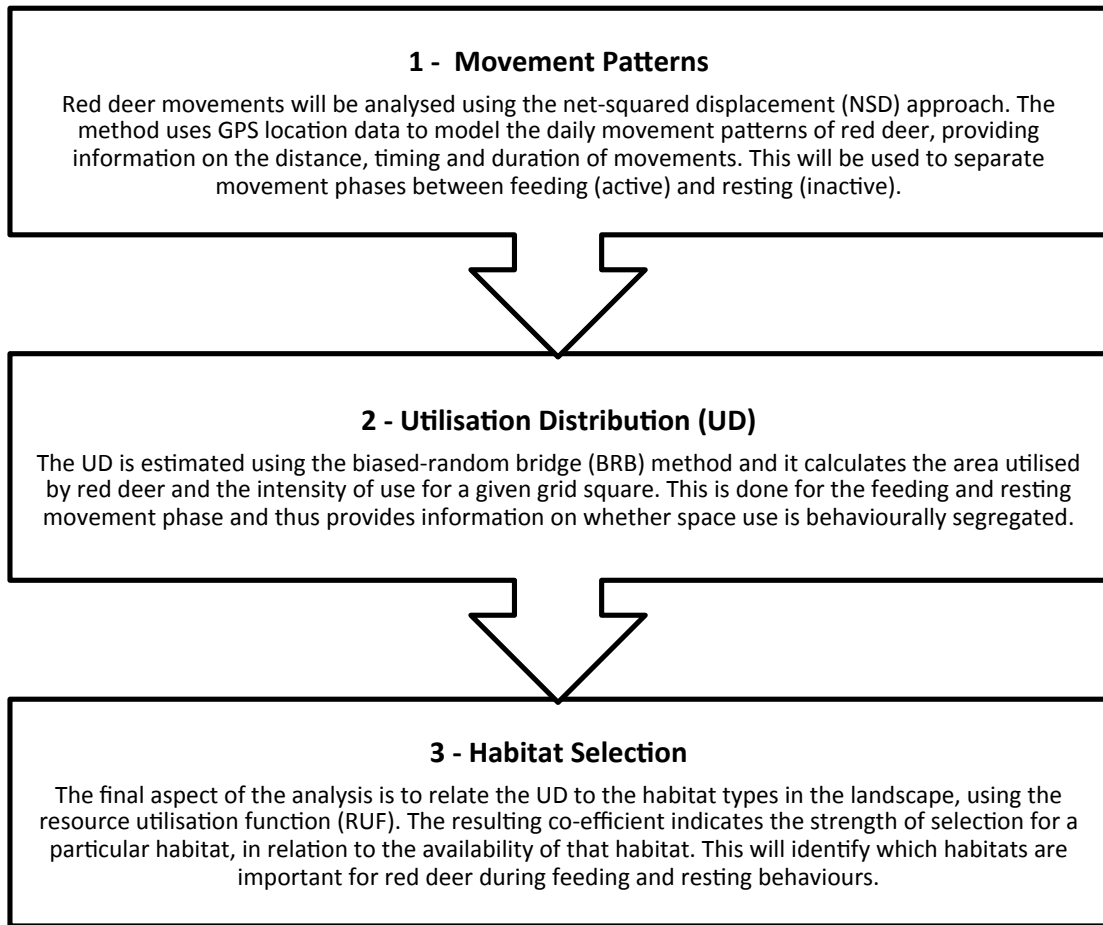 1 -  Movement Patterns
Red deer movements will be analysed using the net-squared displacement (NSD) approach. The
method uses GPS location data to model the daily movement patterns of red deer, providing
information on the distance, timing and duration of movements. This will be used to separate
movement phases between feeding (active) and resting (inactive).
2 - Utilisation Distribution (UD)
The UD is estimated using the biased-random bridge (BRB) method and it calculates the area utilised
by red deer and the intensity of use for a given grid square. This is done for the feeding and resting
movement phase and thus provides information on whether space use is behaviourally segregated.
3 - Habitat Selection
The final aspect of the analysis is to relate the UD to the habitat types in the landscape, using the
resource utilisation function (RUF). The resulting co-efficient indicates the strength of selection for a
particular habitat, in relation to the availability of that habitat. This will identify which habitats are
important for red deer during feeding and resting behaviours.